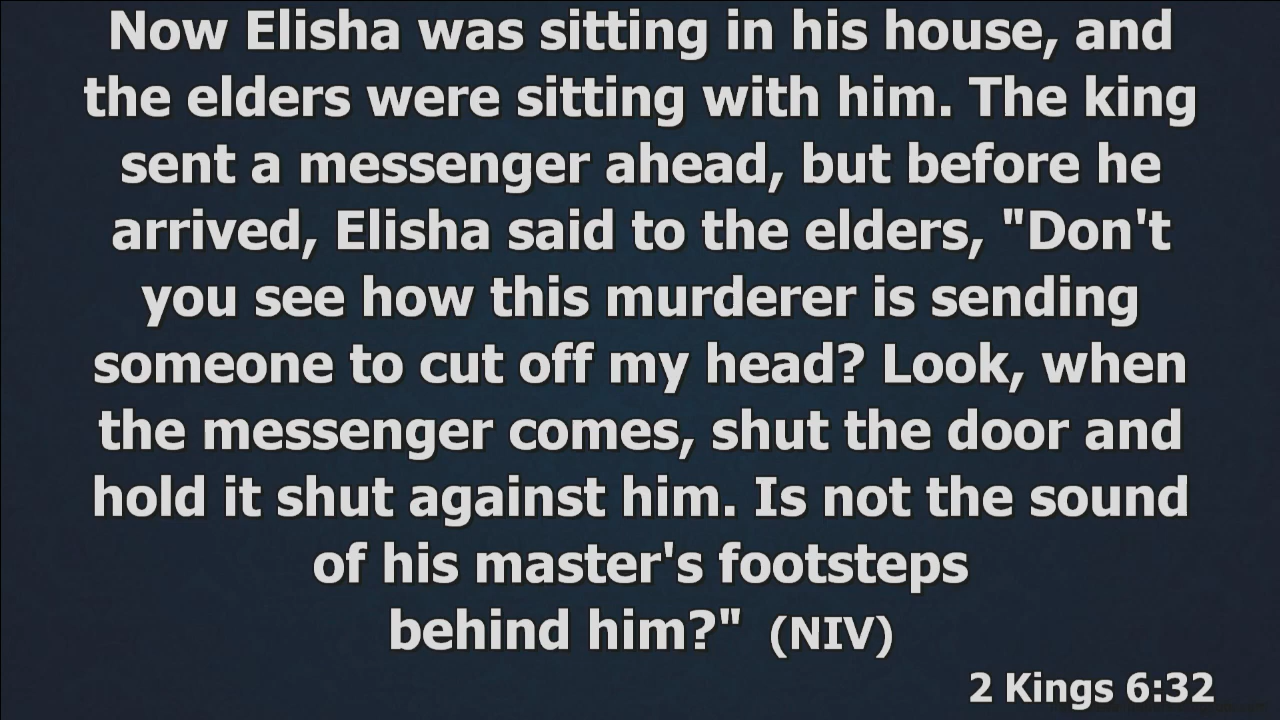 Now Elisha was sitting in his house, and
the elders were sitting with him. The king
sent a messenger ahead, but before he
arrived, Elisha said to the elders, "Don't
you see how this murderer is sending
someone to cut off my head? Look, when
the messenger comes, shut the door and
hold it shut against him. Is not the sound
of his master's footsteps
behind him?" (NIV)
2 Kings 6:32